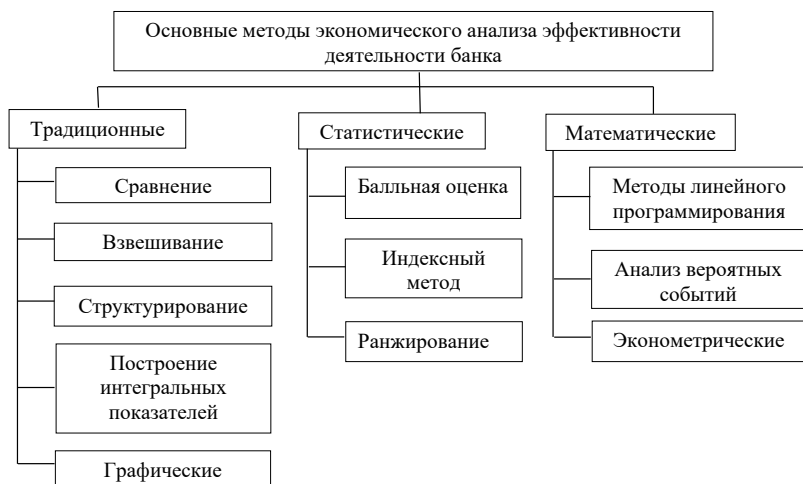 Основные методы экономического анализа эффективности
деятельности банка
Традиционные
Сравнение
Взвешивание
Структурирование
Построение
интегральных
показателей
Графические
Статистические
Балльная оценка
Индексный
метод
Ранжирование
Математические
Методы линейного
программирования
Анализ вероятных
событий
Эконометрические